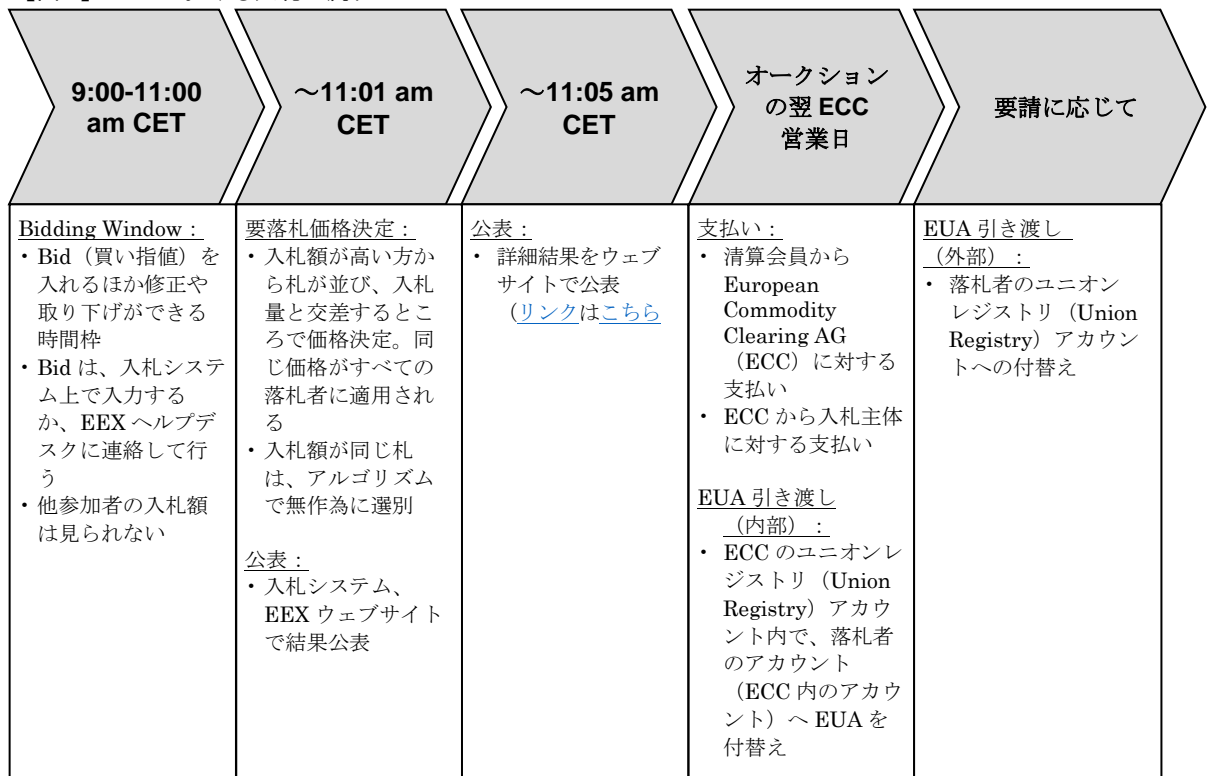 9:00-11:00
am CET
～11:01 am
CET
～11:05 am
CET
オークション
の翌 ECC
営業日
要請に応じて
Bidding Window：
・Bid（買い指値）を
入れるほか修正や
取り下げができる
時間枠
・Bid は、入札システ
ム上で入力する
か、EEX ヘルプデ
スクに連絡して行
う
・他参加者の入札額
は見られない
要落札価格決定：
・入札額が高い方か
ら札が並び、入札
量と交差するとこ
ろで価格決定。同
じ価格がすべての
落札者に適用され
る
・入札額が同じ札
は、アルゴリズム
で無作為に選別
公表：
・入札システム、
EEX ウェブサイト
で結果公表
公表：
・ 詳細結果をウェブ
サイトで公表
（リンクはこちら
支払い：
・ 清算会員から
European
Commodity
Clearing AG
（ECC）に対する
支払い
・ ECC から入札主体
に対する支払い
EUA 引き渡し
（内部）：
・ ECC のユニオンレ
ジストリ（Union
Registry）アカウ
ント内で、落札者
のアカウント
（ECC 内のアカウ
ント）へ EUA を
付替え
EUA 引き渡し
（外部）：
・ 落札者のユニオン
レジストリ（Union
Registry）アカウン
トへの付替え